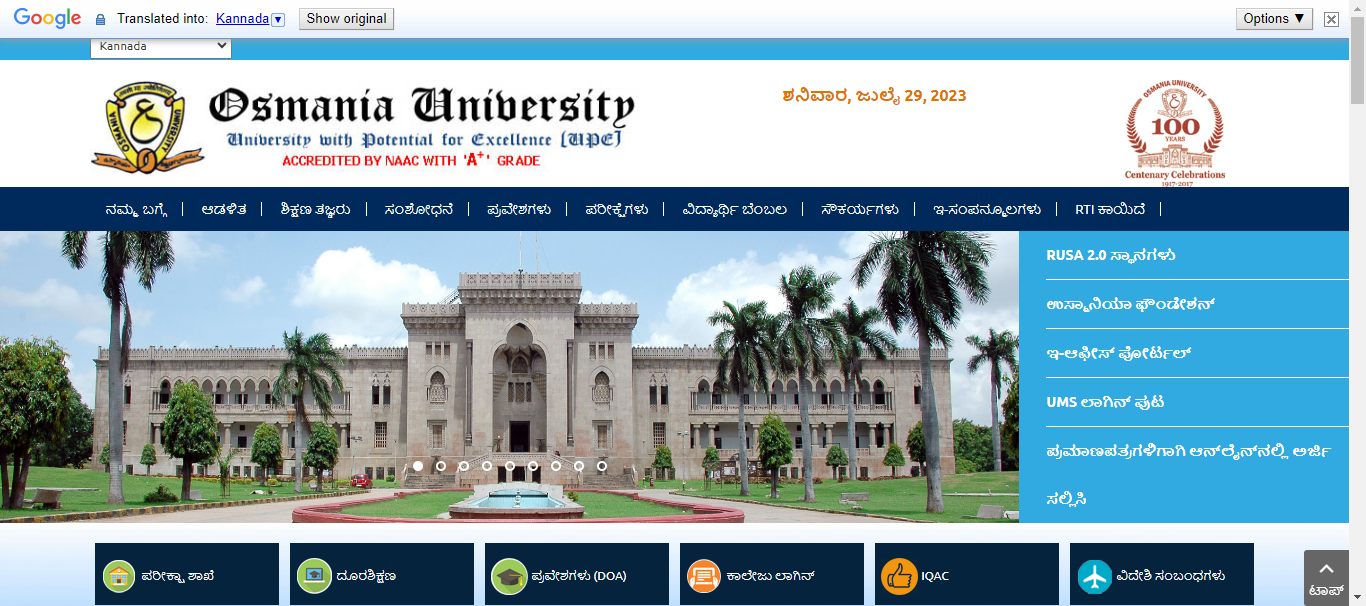 Google Translated into: Kannada Show original Options ▼
Kannada
Osmania University
University with Potential for Excellence [UPE]
ACCREDITED BY NAAC WITH 'A+' GRADE
OSMANIA UNIVERSITY
ಶನಿವಾರ, ಜುಲೈ 29, 2023
OSMANIA UNIVERSITY
100
YEARS
Centenary Celebrations
1917-2017
ನಮ್ಮ ಬಗ್ಗೆ | ಆಡಳಿತ | ಶಿಕ್ಷಣ ತಜ್ಞರು | ಸಂಶೋಧನೆ | ಪ್ರವೇಶಗಳು | ಪರೀಕ್ಷೆಗಳು | ವಿದ್ಯಾರ್ಥಿ ಬೆಂಬಲ | ಸೌಕರ್ಯಗಳು | ಇ-ಸಂಪನ್ಮೂಲಗಳು | RTI ಕಾಯಿದೆ |
RUSA 2.0 ಸ್ಥಾನಗಳು
ಉಸ್ಮಾನಿಯಾ ಫೌಂಡೇಶನ್
ಇ-ಆಫೀಸ್ ಪೋರ್ಟಲ್
UMS ಲಾಗಿನ್ ಪುಟ
ಪ್ರಮಾಣಪತ್ರಗಳಿಗಾಗಿ ಆನ್‌ಲೈನ್‌ನಲ್ಲಿ ಅರ್ಜಿ
ಸಲ್ಲಿಸಿ
ಪರೀಕ್ಷಾ ಶಾಖೆ
ದೂರಶಿಕ್ಷಣ
ಪ್ರವೇಶಗಳು (DOA)
ಕಾಲೇಜು ಲಾಗಿನ್
IQAC
ವಿದೇಶಿ ಸಂಬಂಧಗಳು
ಟಾಪ್